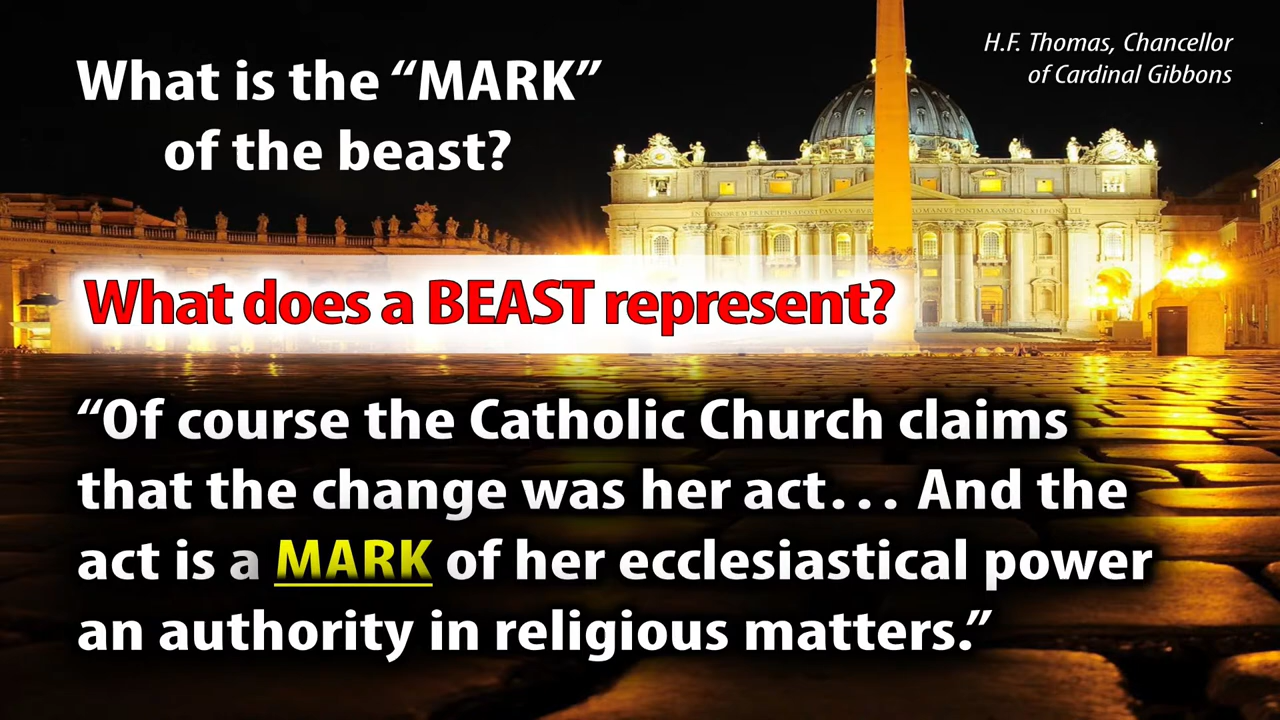 What is the “MARK”
of the beast?
H.F. Thomas, Chancellor
of Cardinal Gibbons
What does a BEAST represent?
“Of course the Catholic Church claims
that the change was her act… And the
act is a MARK of her ecclesiastical power
an authority in religious matters.”